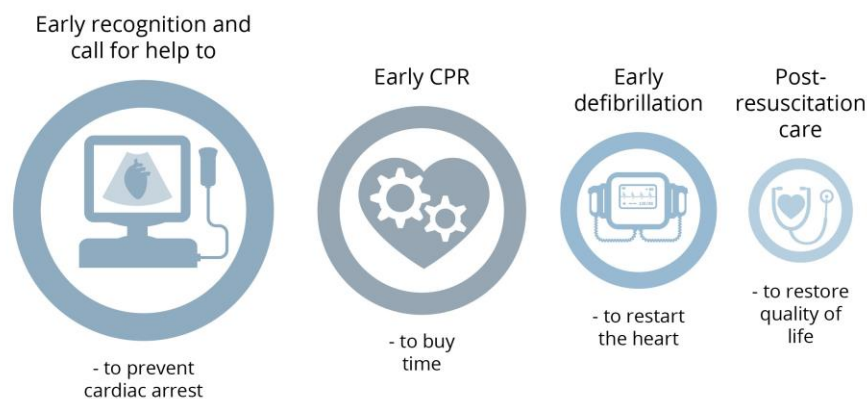 Early recognition and
call for help to
- to prevent
cardiac arrest
Early CPR
- to buy
time
Early
defibrillation
- to restart
the heart
Post-
resuscitation
care
- to restore
quality of
life